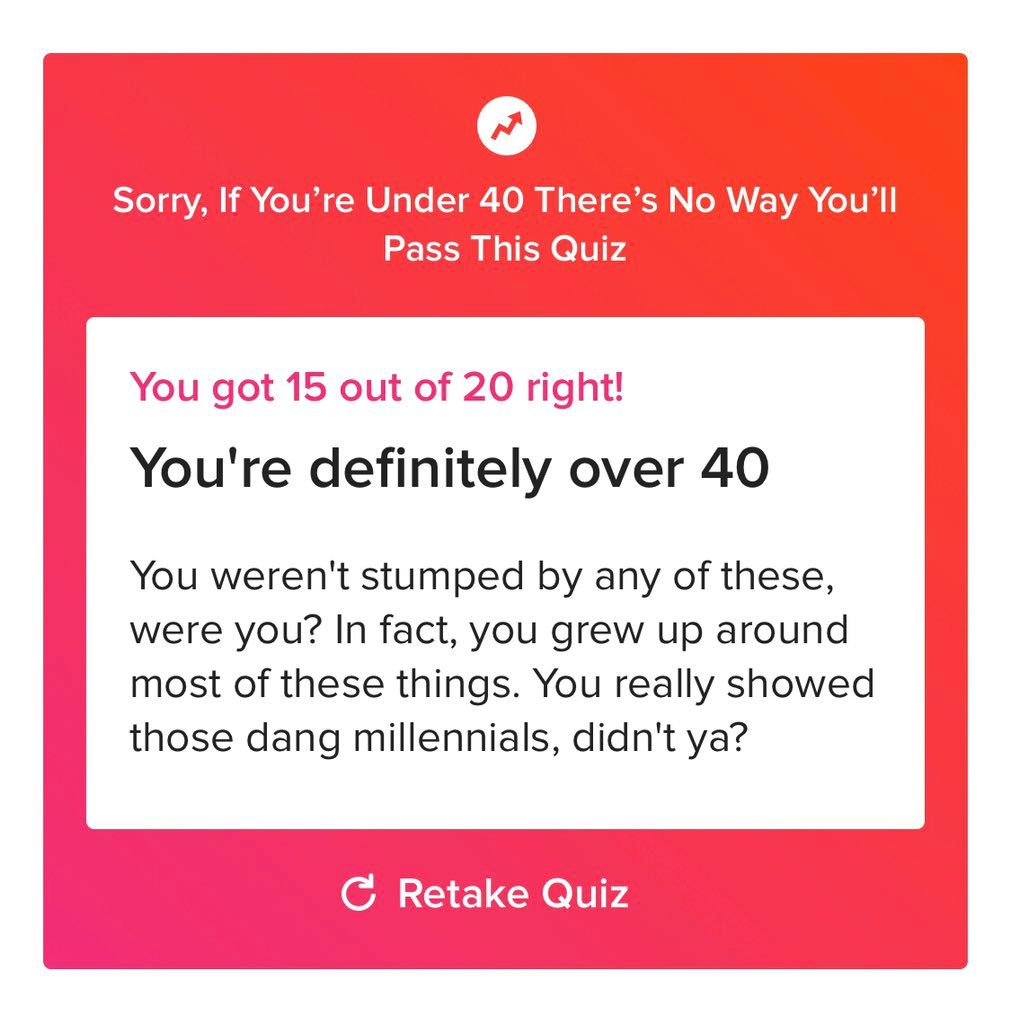 Sorry, If You’re Under 40 There’s No Way You’ll
Pass This Quiz
You got 15 out of 20 right!
You're definitely over 40
You weren't stumped by any of these,
were you? In fact, you grew up around
most of these things. You really showed
those dang millennials, didn't ya?
Retake Quiz